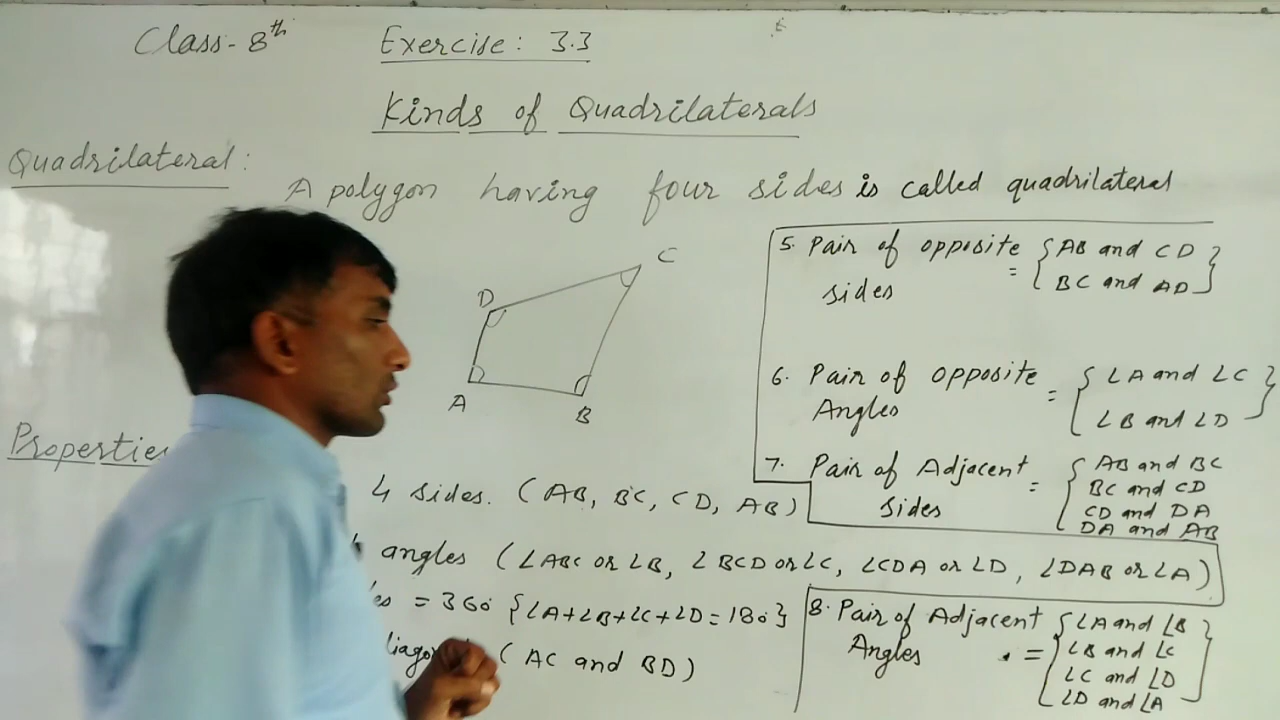 Class- 8th Exercise: 3.3
Kinds of Quadrilaterals
Quadrilateral:
A polygon having four sides is called quadrilateral
D
C
A
B
Properties
4 sides. (AB, BC, CD, AB)
angles (∠ABC or ∠B, ∠BCD or ∠C, ∠CDA or ∠D, ∠DAB or ∠A)
= 360 {∠A+∠B+∠C+∠D=180}
(AC and BD)
5. Pair of opposite sides = { AB and CD
BC and AD }
6. Pair of opposite Angles = { ∠A and ∠C
∠B and ∠D }
7. Pair of Adjacent sides = { AB and BC
BC and CD
CD and DA
DA and AB
8. Pair of Adjacent Angles = { ∠A and ∠B
∠B and ∠C
∠C and ∠D
∠D and ∠A }